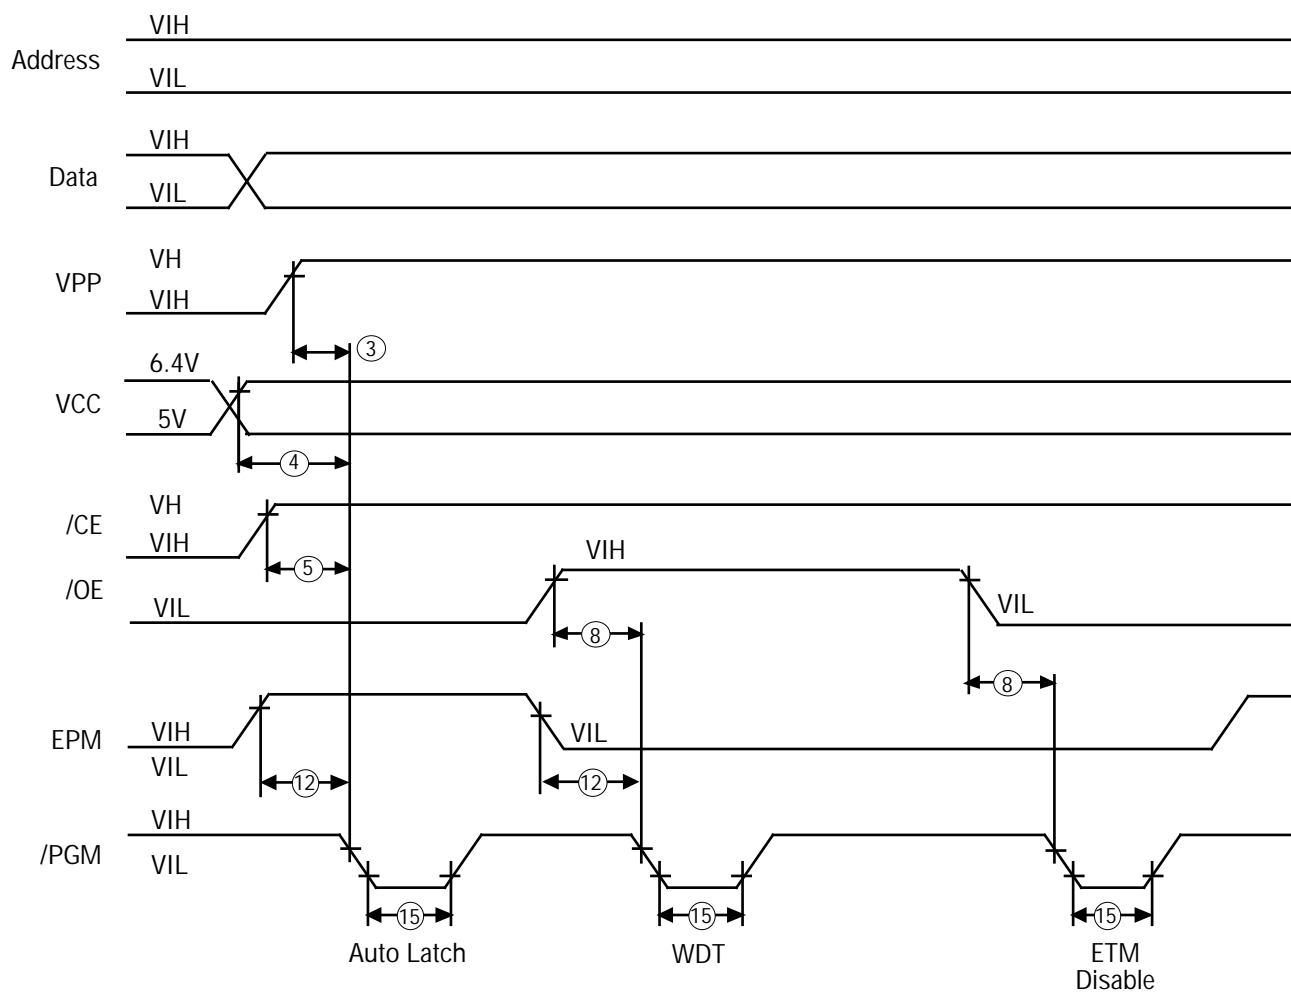 VIH
Address
VIL
VIH
Data
VIL
VH
VPP
VIH
3
6.4V
VCC
5V
4
VH
/CE
VIH
5
VIH
/OE
VIL
VIL
8
8
EPM
VIH
VIL
VIL
12
12
VIH
/PGM
VIL
15
15
15
Auto Latch
WDT
ETM
Disable